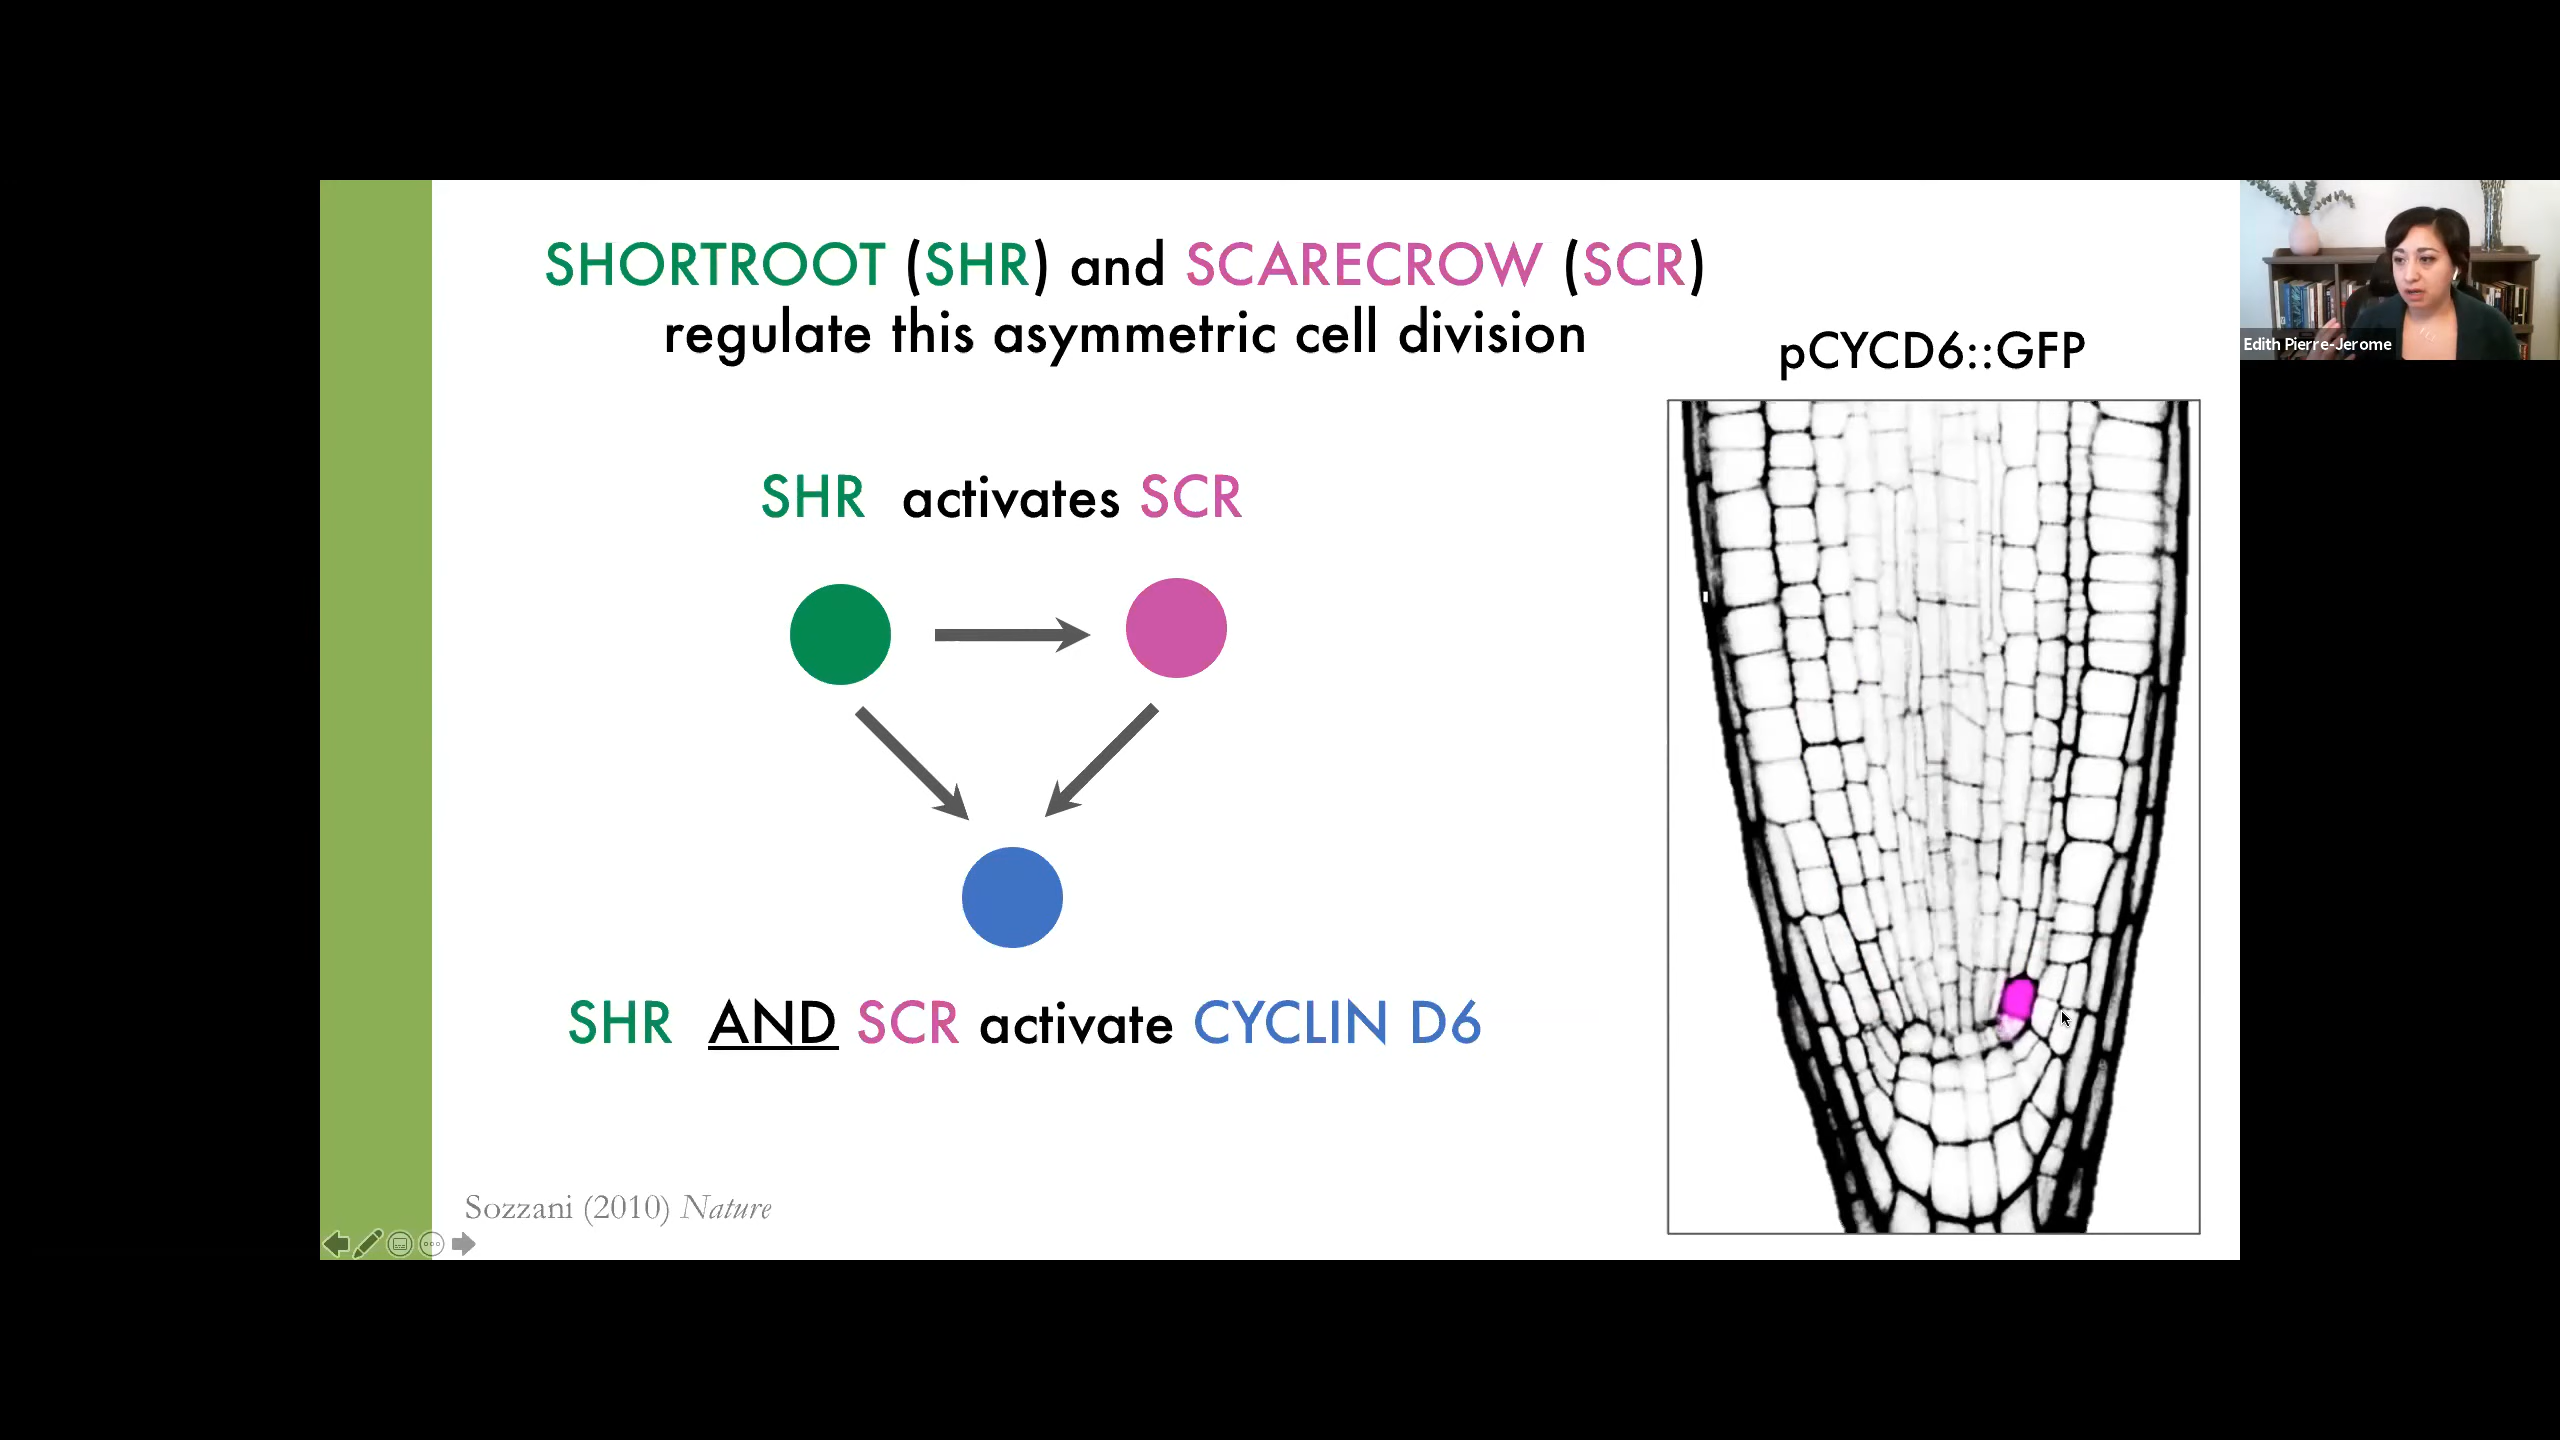 SHORTROOT (SHR) and SCARECROW (SCR)
regulate this asymmetric cell division
pCYCD6::GFP
Edith Pierre-Jerome
SHR activates SCR
SHR AND SCR activate CYCLIN D6
Sozzani (2010) Nature